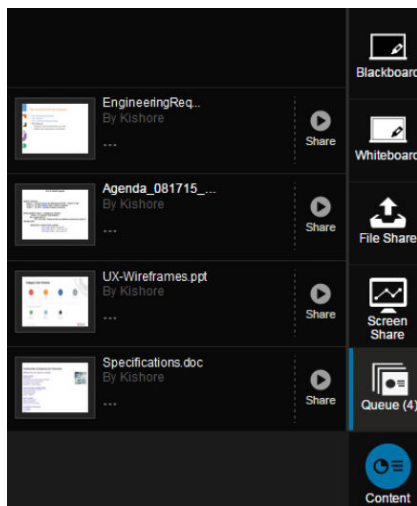 EngineeringReq...
By Kishore
...
Share
Agenda_081715_...
By Kishore
...
Share
UX-Wireframes.ppt
By Kishore
...
Share
Specifications.doc
By Kishore
...
Share
Blackboard
Whiteboard
File Share
Screen
Share
Queue (4)
Content